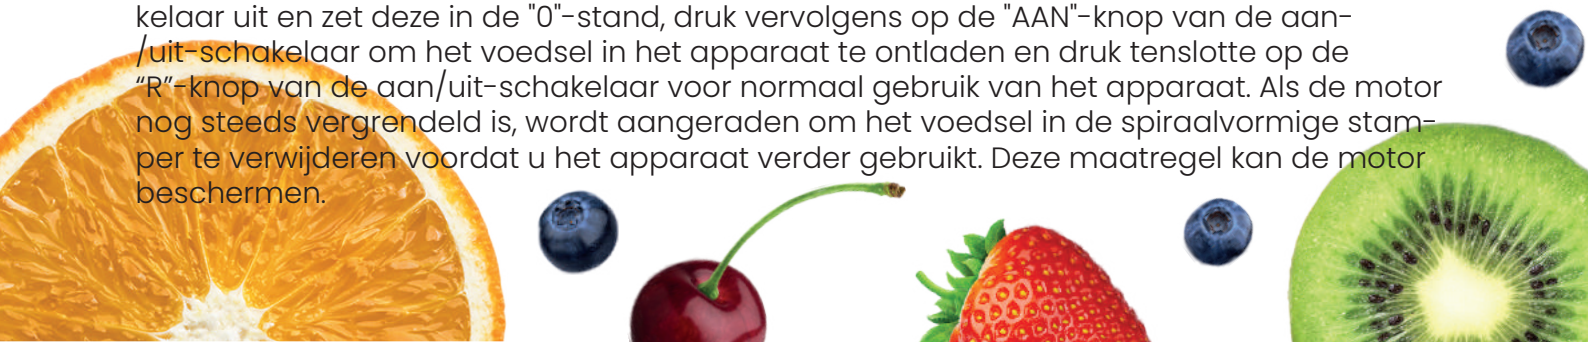 kelaar uit en zet deze in de "0"-stand, druk vervolgens op de "AAN"-knop van de aan-
/uit-schakelaar om het voedsel in het apparaat te ontladen en druk tenslotte op de
“R”-knop van de aan/uit-schakelaar voor normaal gebruik van het apparaat. Als de motor
nog steeds vergrendeld is, wordt aangeraden om het voedsel in de spiraalvormige stam-
per te verwijderen voordat u het apparaat verder gebruikt. Deze maatregel kan de motor
beschermen.